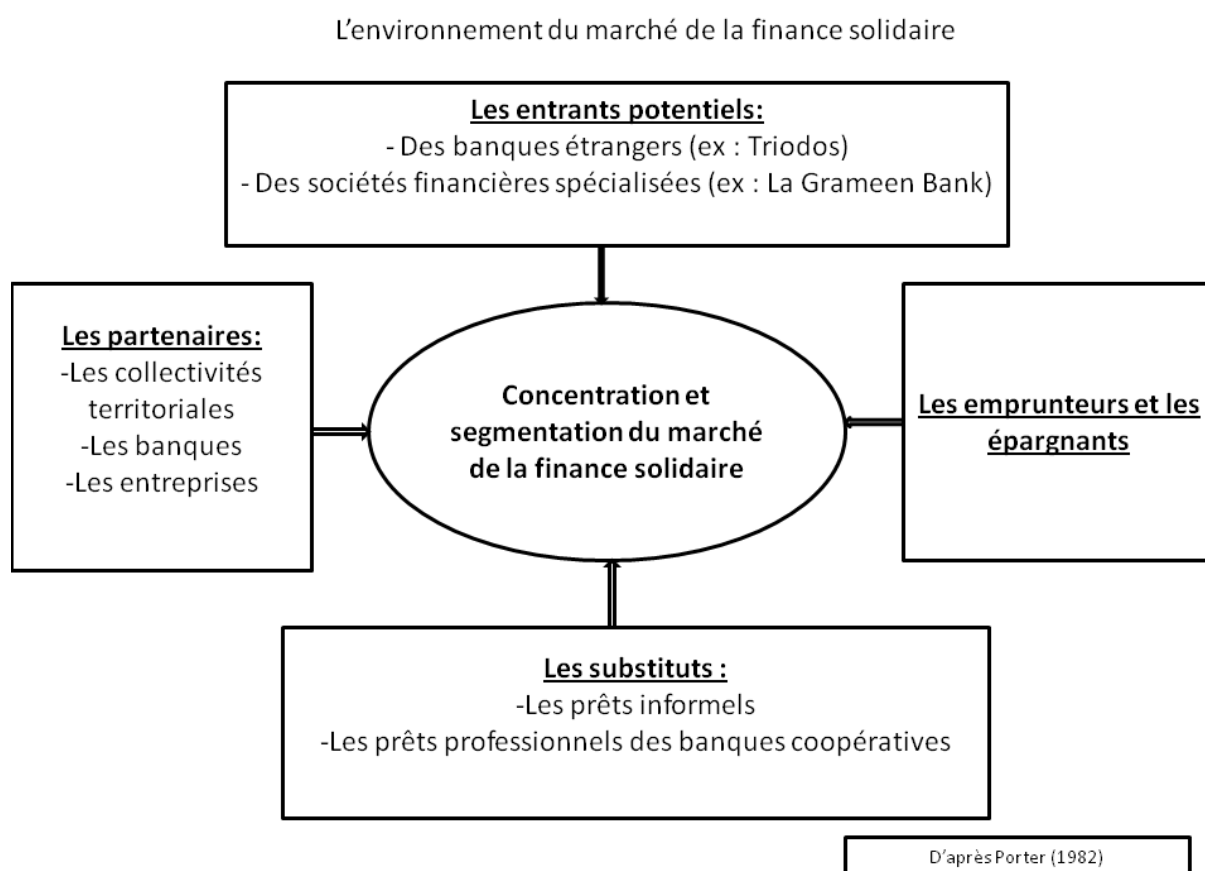 L'environnement du marché de la finance solidaire
Les entrants potentiels:
- Des banques étrangers (ex : Triodos)
- Des sociétés financières spécialisées (ex : La Grameen Bank)
Les partenaires:
-Les collectivités
territoriales
-Les banques
-Les entreprises
Concentration et
segmentation du marché
de la finance solidaire
Les emprunteurs et les
épargnants
Les substituts :
-Les prêts informels
-Les prêts professionnels des banques coopératives
D'après Porter (1982)